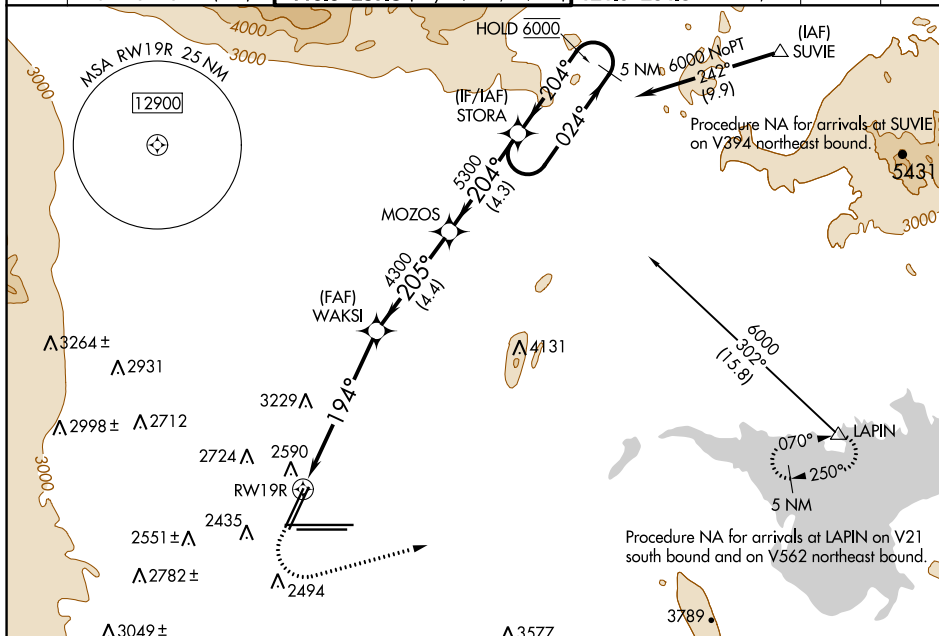 4000
3000
3000
MSA RW19R 25 NM
12900
HOLD 6000
204°
024°
5 NM
6000 NoPT
242°
(9.9)
(IAF)
SUVIE
(IF/IAF)
STORA
Procedure NA for arrivals at SUVIE
on V394 northeast bound.
5431
3000
5300
204°
(4.3)
MOZOS
4300
205°
(4.4)
(FAF)
WAKSI
194°
3264 ±
2931
4131
6000
302°
(15.8)
3229
2998 ±
2712
3000
2724
2590
LAPIN
070°
250°
5 NM
RW19R
2435
2551 ±
2782 ±
2494
Procedure NA for arrivals at LAPIN on V21
south bound and on V562 northeast bound.
3789
3049 ±
3577